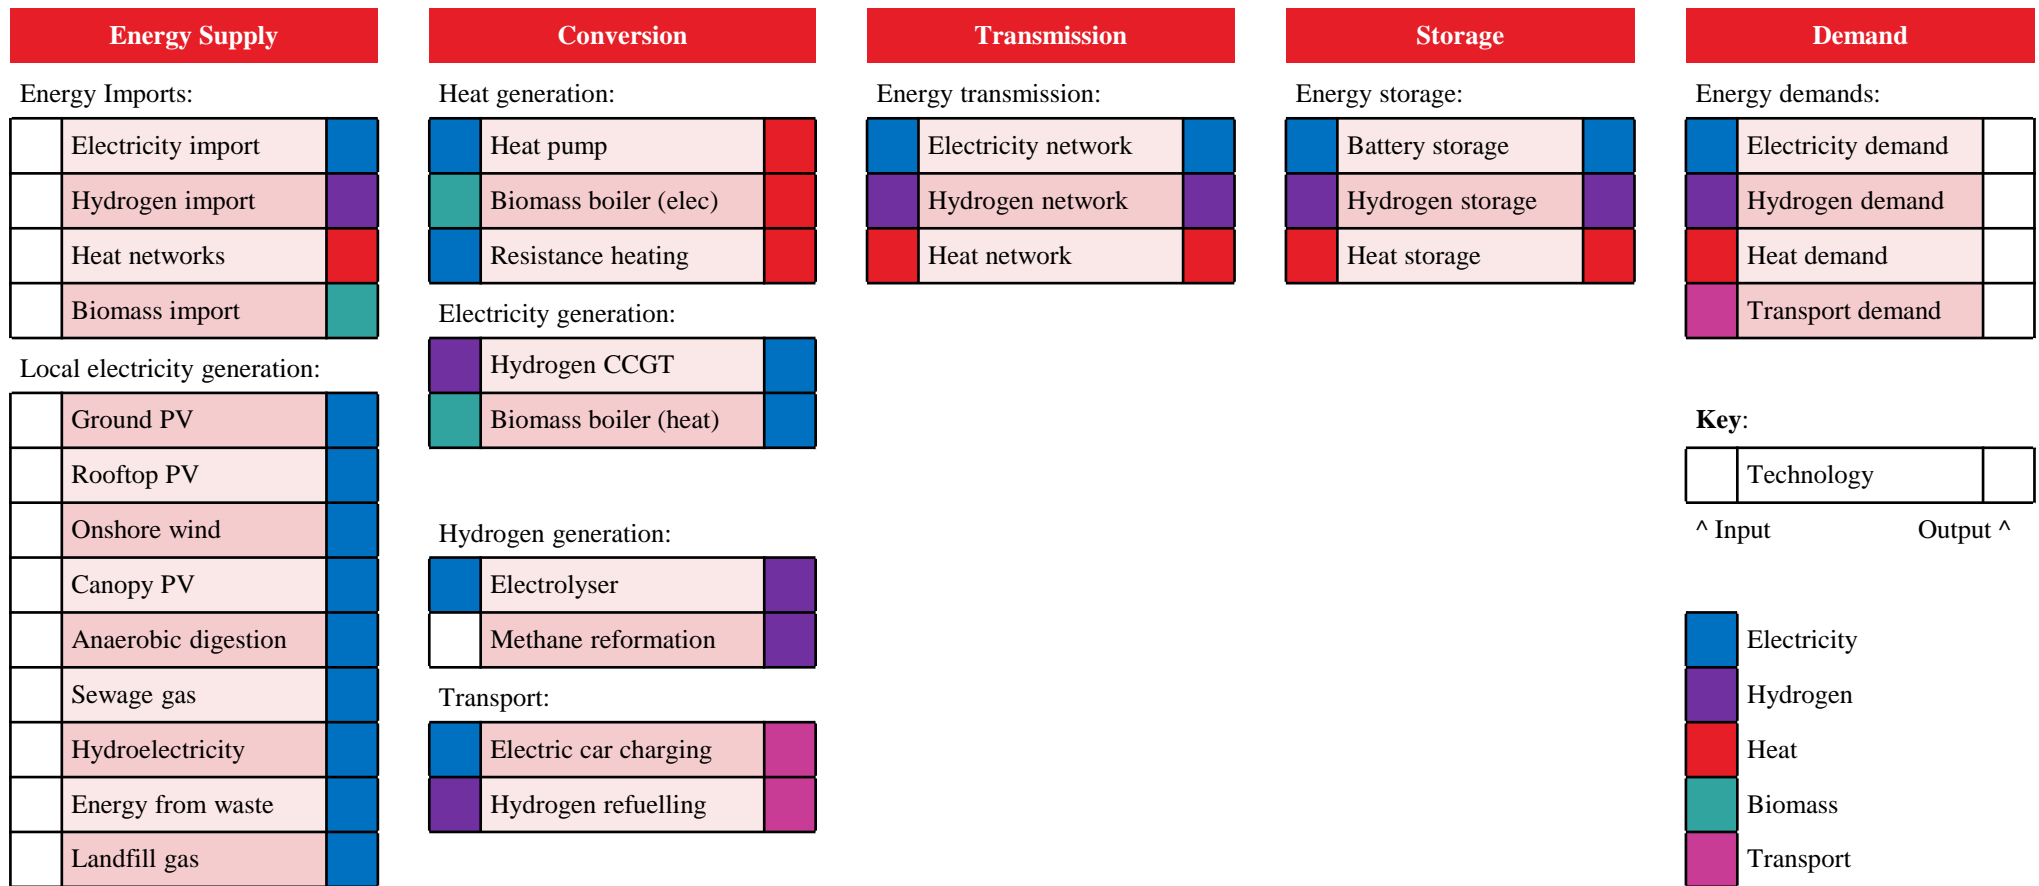 Energy Supply
Energy Imports:
Electricity import
Hydrogen import
Heat networks
Biomass import
Local electricity generation:
Ground PV
Rooftop PV
Onshore wind
Canopy PV
Anaerobic digestion
Sewage gas
Hydroelectricity
Energy from waste
Landfill gas
Conversion
Heat generation:
Heat pump
Biomass boiler (elec)
Resistance heating
Electricity generation:
Hydrogen CCGT
Biomass boiler (heat)
Hydrogen generation:
Electrolyser
Methane reformation
Transport:
Electric car charging
Hydrogen refuelling
Transmission
Energy transmission:
Electricity network
Hydrogen network
Heat network
Storage
Energy storage:
Battery storage
Hydrogen storage
Heat storage
Demand
Energy demands:
Electricity demand
Hydrogen demand
Heat demand
Transport demand
Key:
Technology
^ Input Output ^
Electricity
Hydrogen
Heat
Biomass
Transport